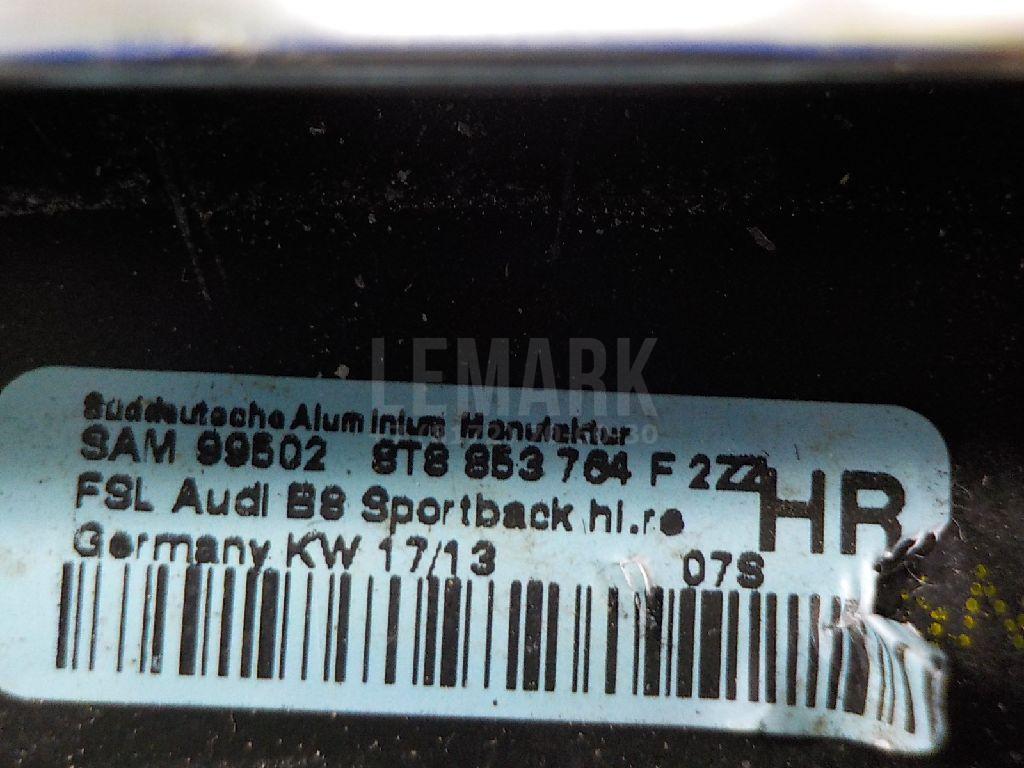 LEMARK
Süddeutsche Aluminium Manufaktur
SAM 99502 8T8 853 764 F 2ZZ
HR
FSL Audi B8 Sportback hi.re
Germany KW 17/13 07S